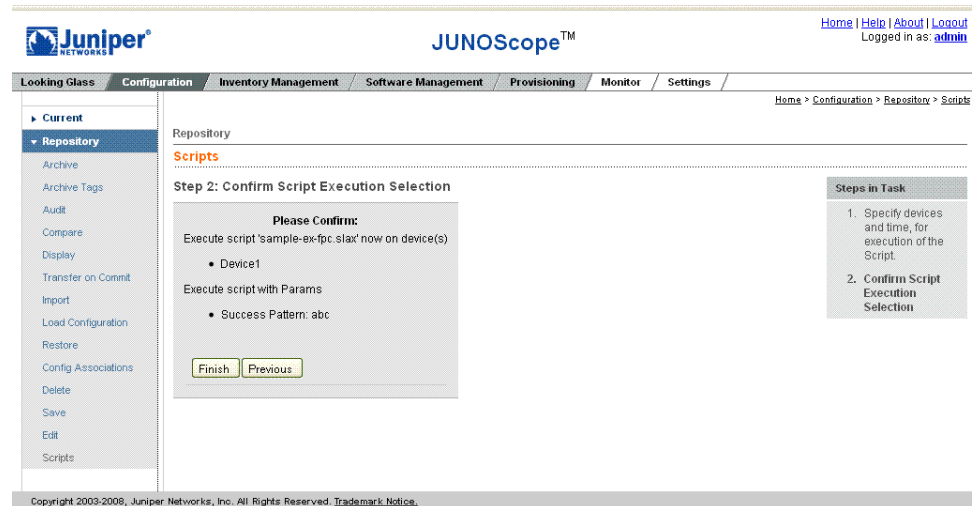 Juniper®
NETWORKS
JUNOScope™
Home | Help | About | Logout
Logged in as: admin
Looking Glass / Configuration / Inventory Management / Software Management / Provisioning / Monitor / Settings /
Home > Configuration > Repository > Scripts
Current
Repository
Archive
Archive Tags
Audit
Compare
Display
Transfer on Commit
Import
Load Configuration
Restore
Config Associations
Delete
Save
Edit
Scripts
Repository
Scripts
Step 2: Confirm Script Execution Selection
Please Confirm:
Execute script 'sample-ex-fpc.slax' now on device(s)
• Device1
Execute script with Params
• Success Pattern: abc
Finish Previous
Steps in Task
1. Specify devices
and time, for
execution of the
Script.
2. Confirm Script
Execution
Selection
Copyright 2003-2008, Juniper Networks, Inc. All Rights Reserved. Trademark Notice.